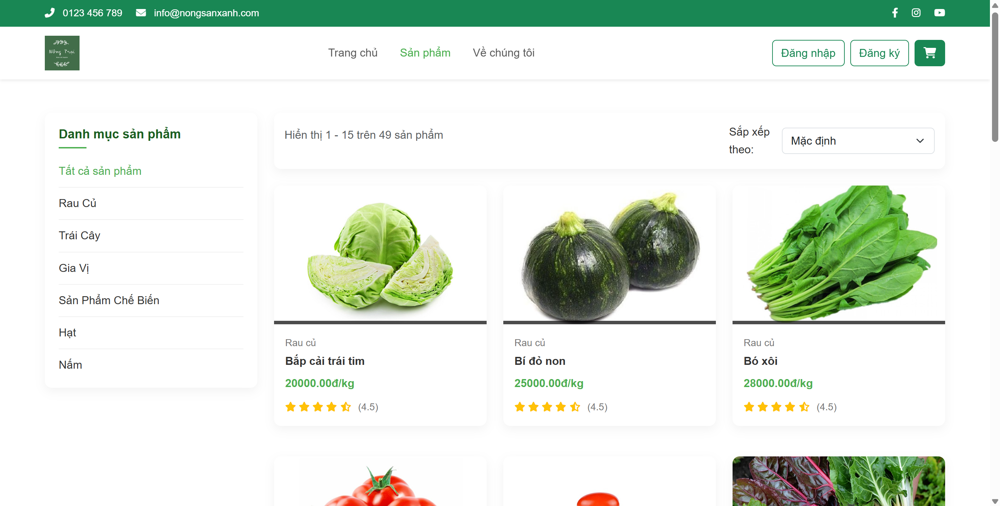 0123 456 789
info@nongsanxanh.com
Nông Trại
Trang chủ
Sản phẩm
Về chúng tôi
Đăng nhập
Đăng ký
Danh mục sản phẩm
Tất cả sản phẩm
Rau Củ
Trái Cây
Gia Vị
Sản Phẩm Chế Biến
Hạt
Nấm
Hiển thị 1 - 15 trên 49 sản phẩm
Sắp xếp
theo:
Mặc định
Rau củ
Bắp cải trái tim
20000.00đ/kg
(4.5)
Rau củ
Bí đỏ non
25000.00đ/kg
(4.5)
Rau củ
Bó xôi
28000.00đ/kg
(4.5)